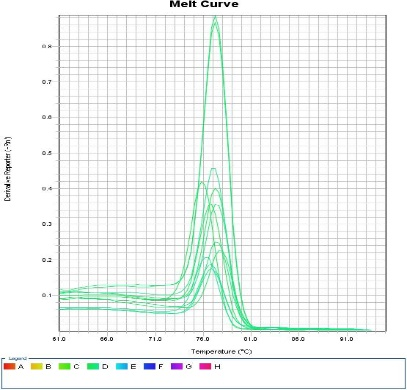 Melt Curve
0.8
0.7
0.6
0.5
0.4
0.3
0.2
0.1
Derivative Reporter (-Rn)
61.0 66.0 71.0 76.0 81.0 86.0 91.0
Temperature (°C)
Legend
A B C D E F G H